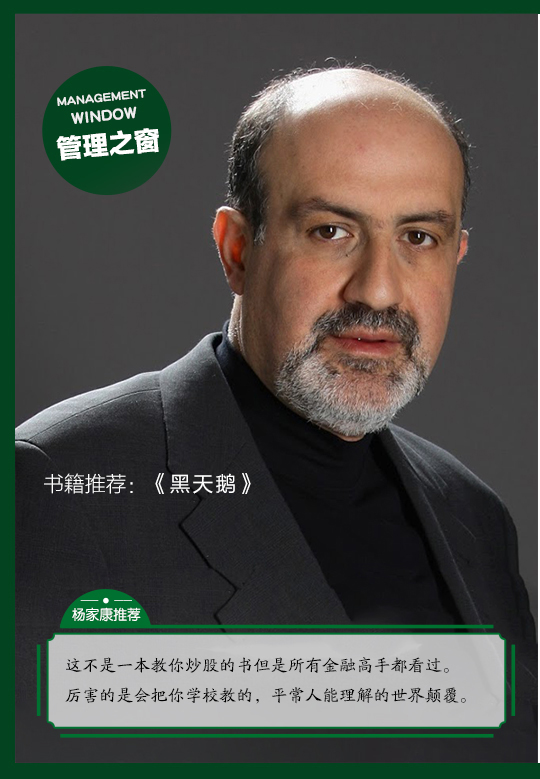 MANAGEMENT
WINDOW
管理之窗
书籍推荐：《黑天鹅》
杨家康推荐
这不是一本教你炒股的书但是所有金融高手都看过。
厉害的是会把你学校教的，平常人能理解的世界颠覆。